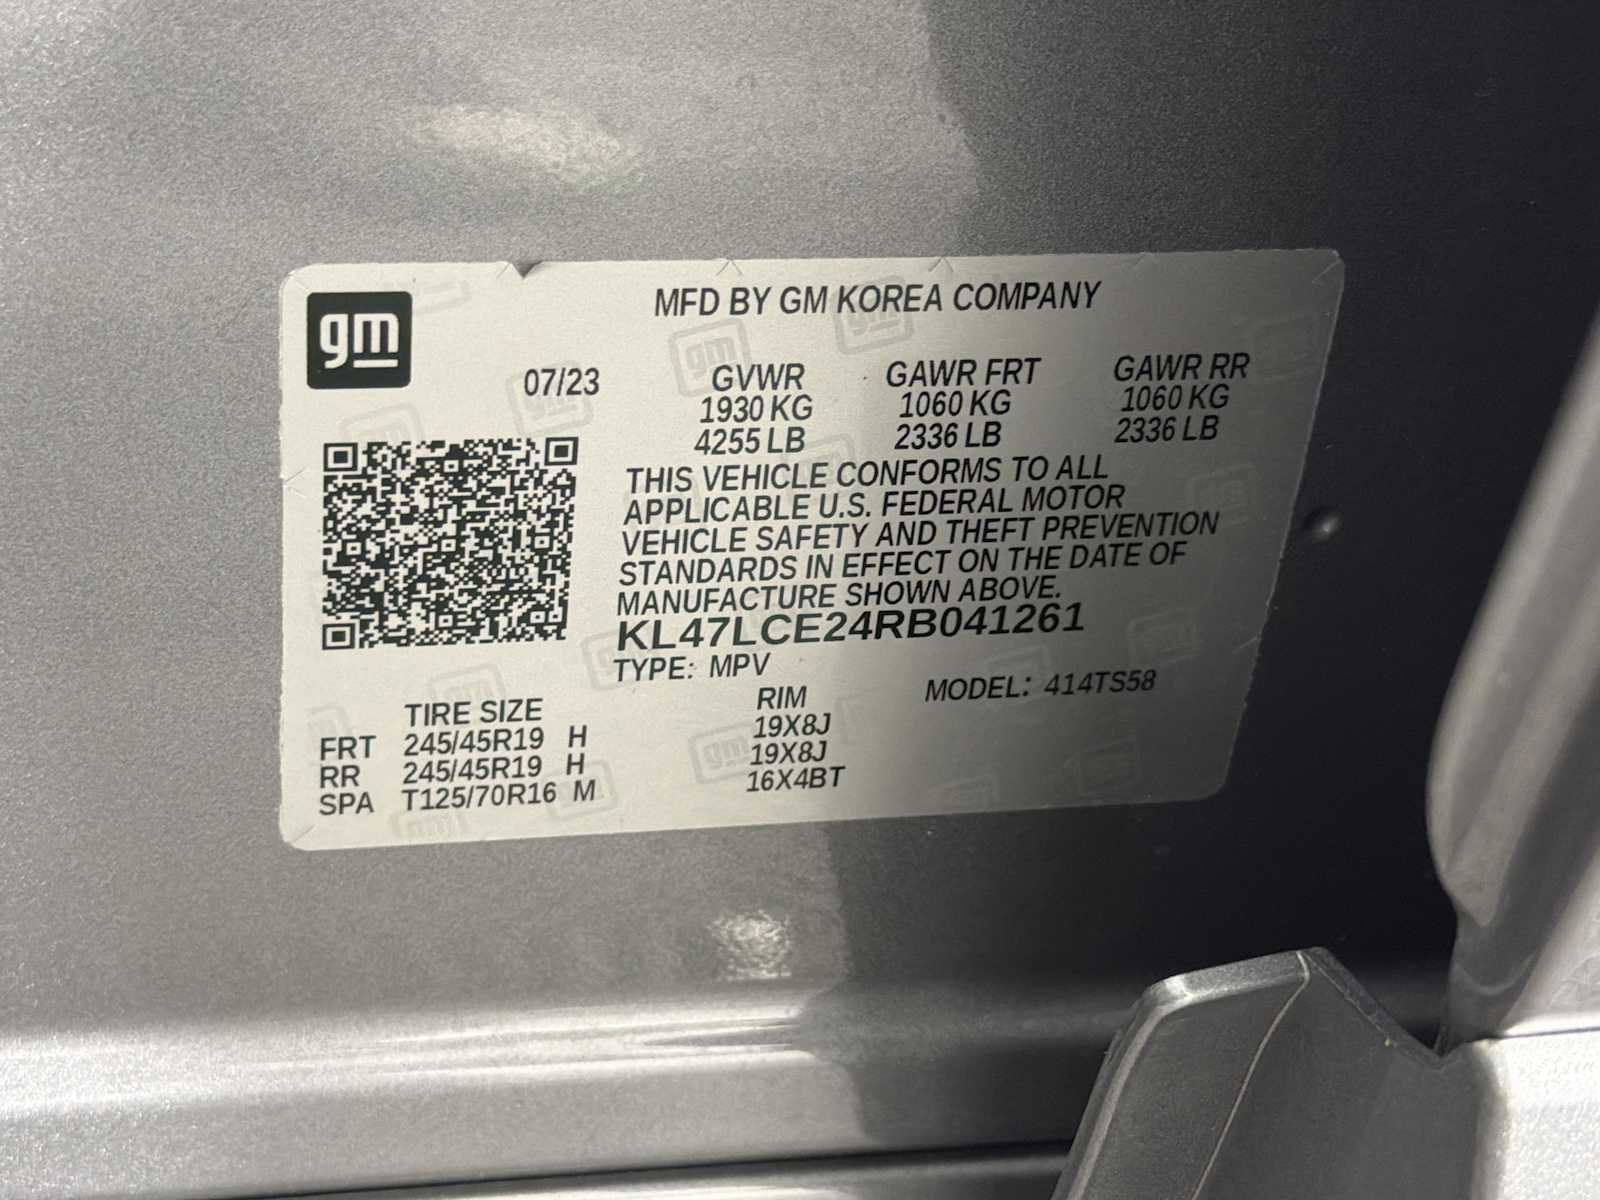 gm
MFD BY GM KOREA COMPANY
07/23
GVWR GAWR FRT GAWR RR
1930 KG 1060 KG 1060 KG
4255 LB 2336 LB 2336 LB
THIS VEHICLE CONFORMS TO ALL
APPLICABLE U.S. FEDERAL MOTOR
VEHICLE SAFETY AND THEFT PREVENTION
STANDARDS IN EFFECT ON THE DATE OF
MANUFACTURE SHOWN ABOVE.
KL47LCE24RB041261
TYPE: MPV
MODEL: 414TS58
TIRE SIZE RIM
FRT 245/45R19 H 19X8J
RR 245/45R19 H 19X8J
SPA T125/70R16 M 16X4BT